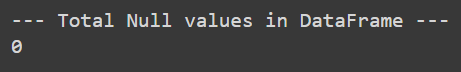 --- Total Null values in DataFrame ---
0